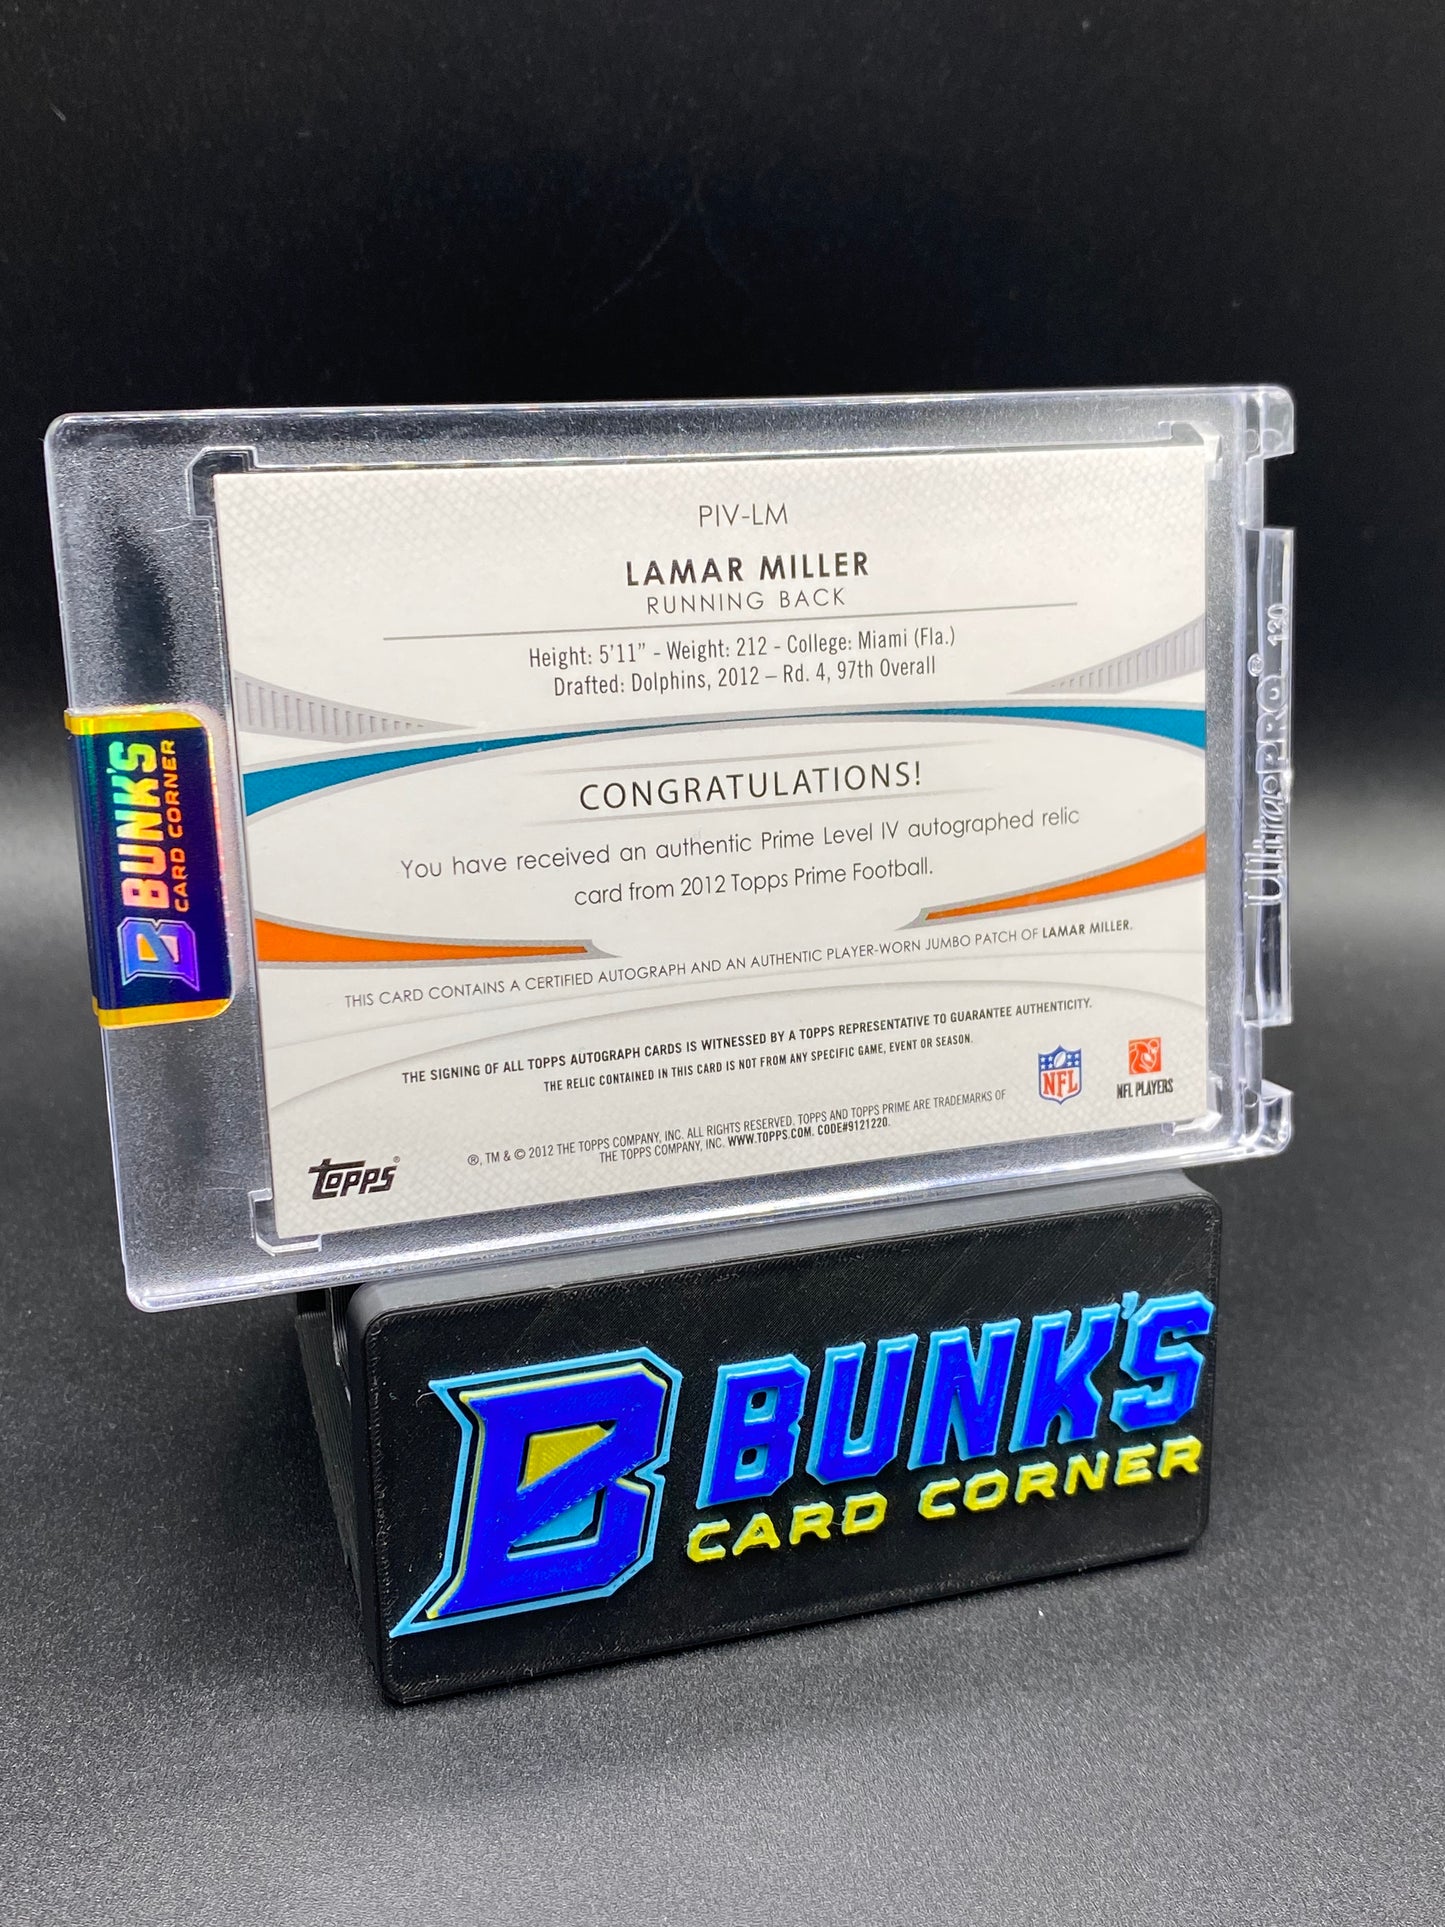 PIV-LM
LAMAR MILLER
RUNNING BACK
Height: 5'11" - Weight: 212 - College: Miami (Fla.)
Drafted: Dolphins, 2012 – Rd. 4, 97th Overall
CONGRATULATIONS!
You have received an authentic Prime Level IV autographed relic
card from 2012 Topps Prime Football.
THIS CARD CONTAINS A CERTIFIED AUTOGRAPH AND AN AUTHENTIC PLAYER-WORN JUMBO PATCH OF LAMAR MILLER.
THE SIGNING OF ALL TOPPS AUTOGRAPH CARDS IS WITNESSED BY A TOPPS REPRESENTATIVE TO GUARANTEE AUTHENTICITY.
THE RELIC CONTAINED IN THIS CARD IS NOT FROM ANY SPECIFIC GAME, EVENT OR SEASON.
NFL
NFL PLAYERS
®, TM & © 2012 THE TOPPS COMPANY, INC. ALL RIGHTS RESERVED. TOPPS AND TOPPS PRIME ARE TRADEMARKS OF
THE TOPPS COMPANY, INC. WWW.TOPPS.COM. CODE#9121220.
TOPPS®
B BUNK'S
CARD CORNER
Ultra•PRO® 120
B BUNK'S
CARD CORNER